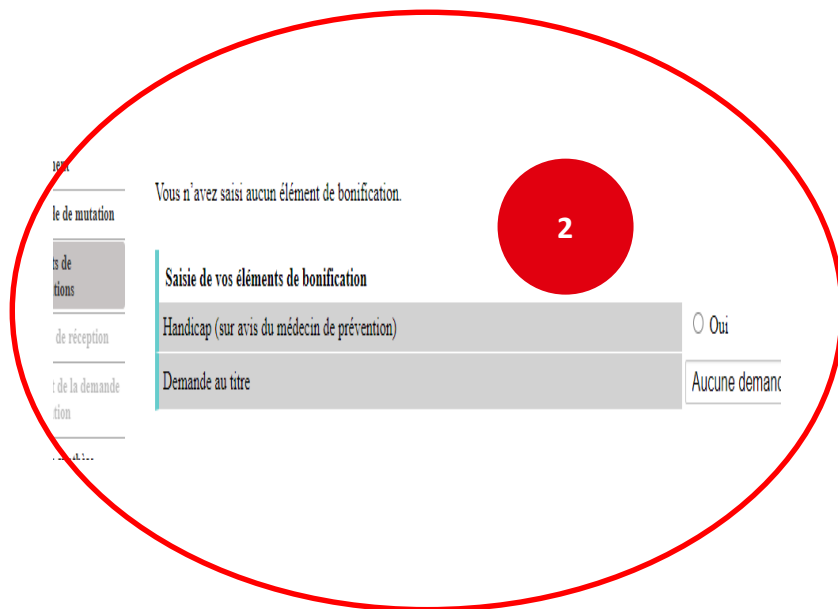 le de mutation
ts de
tions
de réception
t de la demande
tion
Vous n'avez saisi aucun élément de bonification.
2
Saisie de vos éléments de bonification
Handicap (sur avis du médecin de prévention)
Oui
Demande au titre
Aucune demand